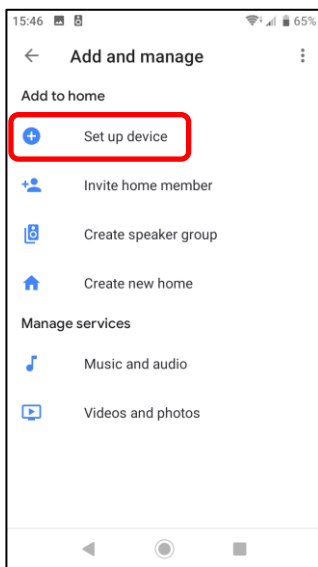 15:46 65%
Add and manage
Add to home
Set up device
Invite home member
Create speaker group
Create new home
Manage services
Music and audio
Videos and photos